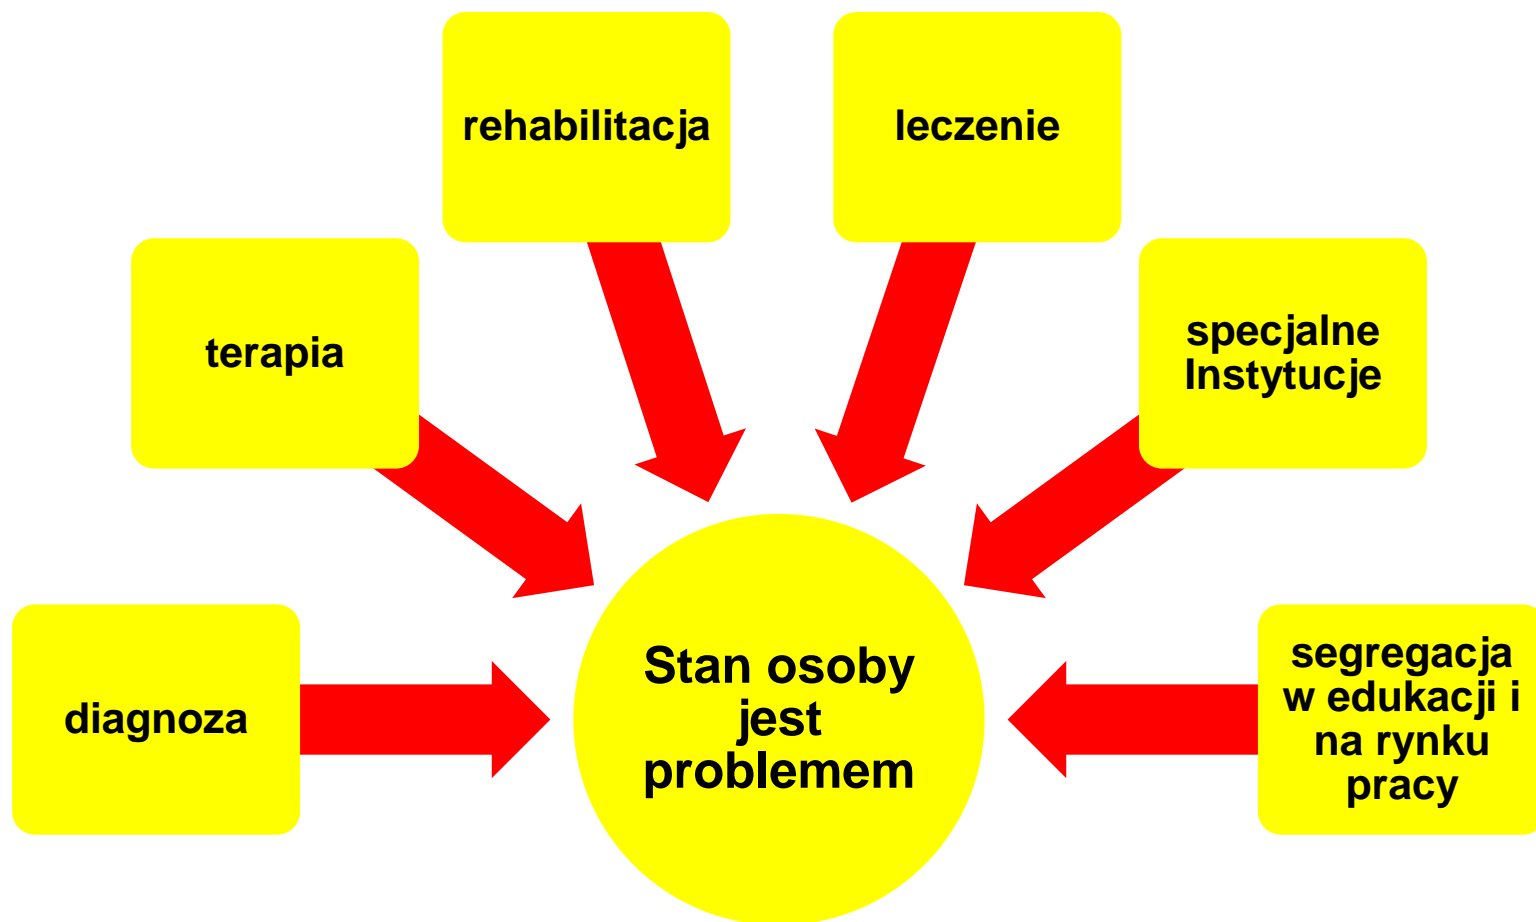 rehabilitacja
leczenie
terapia
specjalne
Instytucje
diagnoza
Stan osoby
jest
problemem
segregacja
w edukacji i
na rynku
pracy